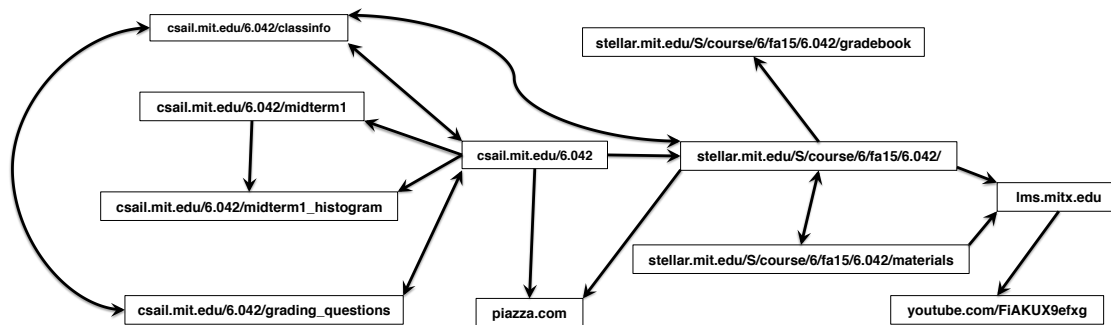 csail.mit.edu/6.042/classinfo
stellar.mit.edu/S/course/6/fa15/6.042/gradebook
csail.mit.edu/6.042/midterm1
csail.mit.edu/6.042
stellar.mit.edu/S/course/6/fa15/6.042/
lms.mitx.edu
csail.mit.edu/6.042/midterm1_histogram
stellar.mit.edu/S/course/6/fa15/6.042/materials
csail.mit.edu/6.042/grading_questions
piazza.com
youtube.com/FiAKUX9efxg